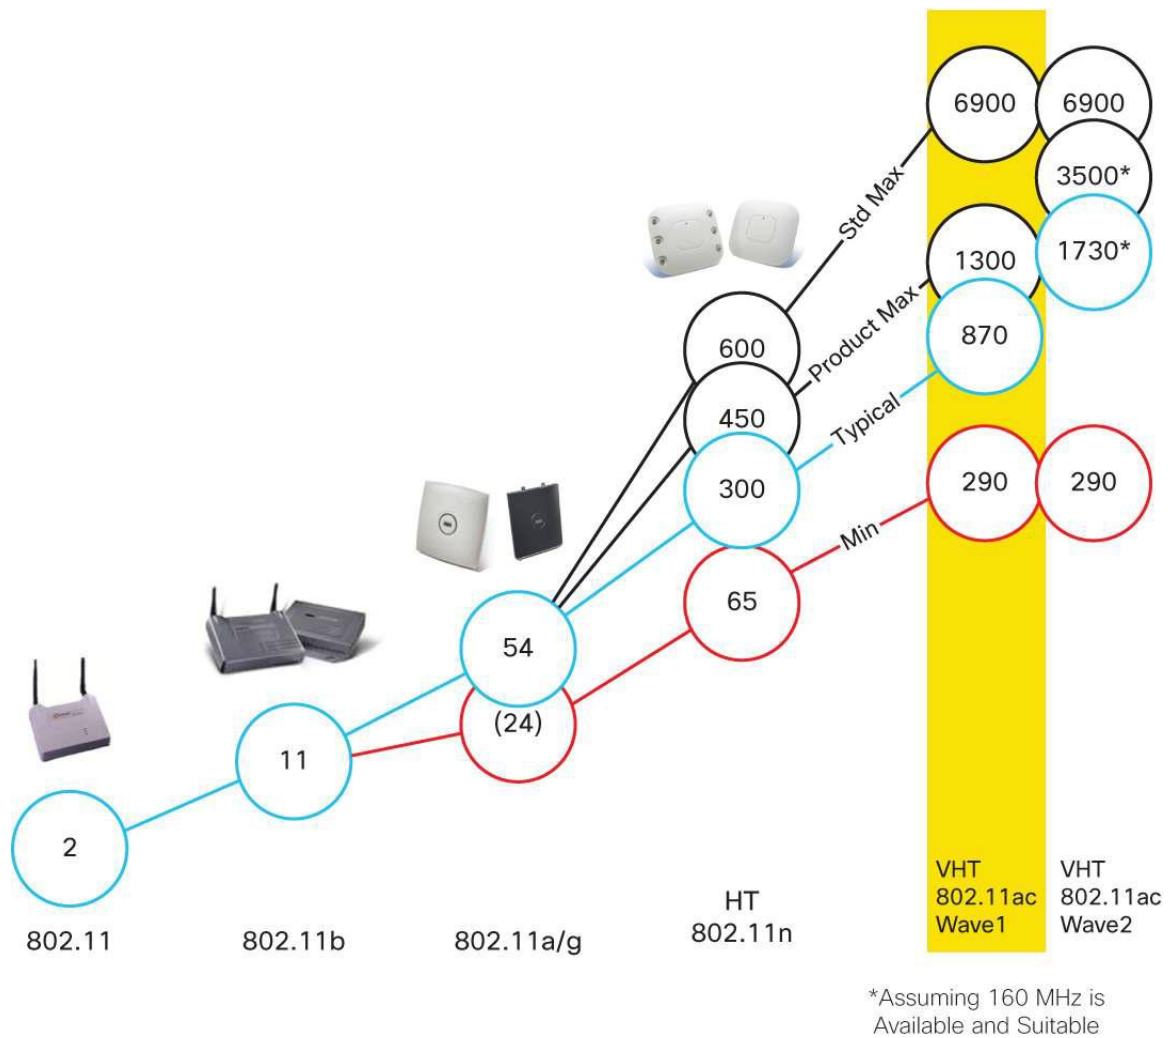 6900
6900
3500*
Std Max
1300
1730*
Product Max
600
870
450
Typical
300
290
290
Min
65
54
(24)
11
2
802.11
802.11b
802.11a/g
HT
802.11n
VHT
802.11ac
Wave1
VHT
802.11ac
Wave2
*Assuming 160 MHz is
Available and Suitable